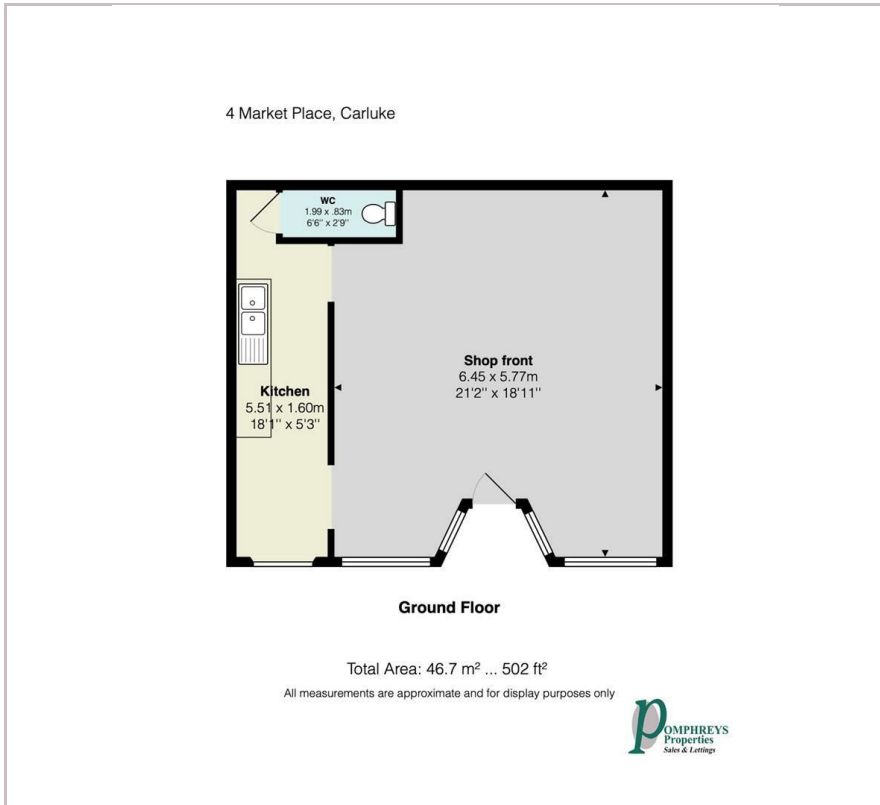 4 Market Place, Carluke
WC
1.99 x .83m
6'6'' x 2'9''
Shop front
6.45 x 5.77m
21'2'' x 18'11''
Kitchen
5.51 x 1.60m
18'1'' x 5'3''
Ground Floor
Total Area: 46.7 m² ... 502 ft²
All measurements are approximate and for display purposes only
POMPHREYS
Properties
Sales & Lettings